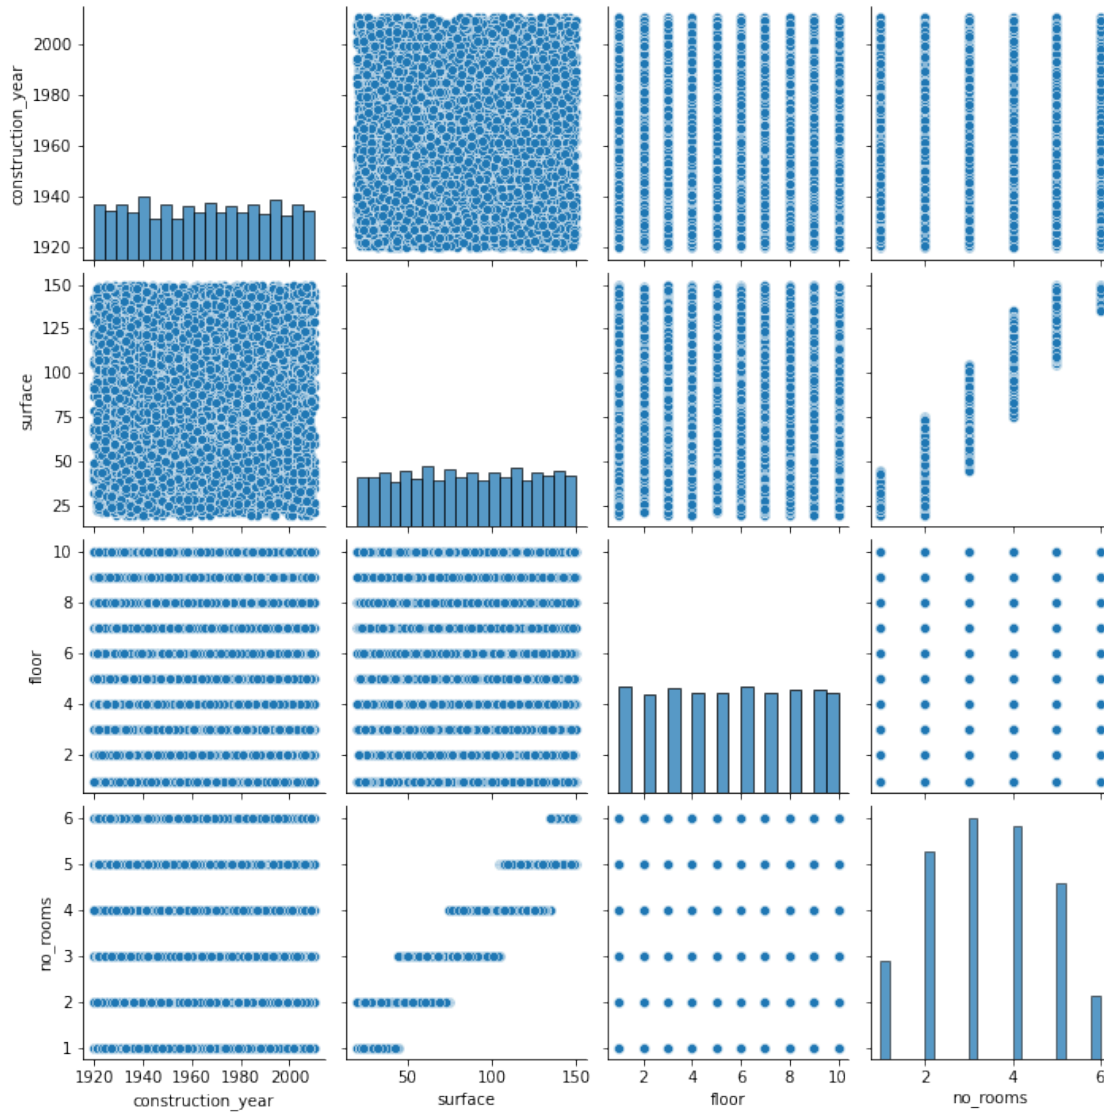 2000
1980
1960
1940
1920
construction_year
150
125
100
75
50
25
surface
10
8
6
4
2
floor
6
5
4
3
2
1
no_rooms
1920 1940 1960 1980 2000
50 100 150
2 4 6 8 10
2 4 6
construction_year surface floor no_rooms